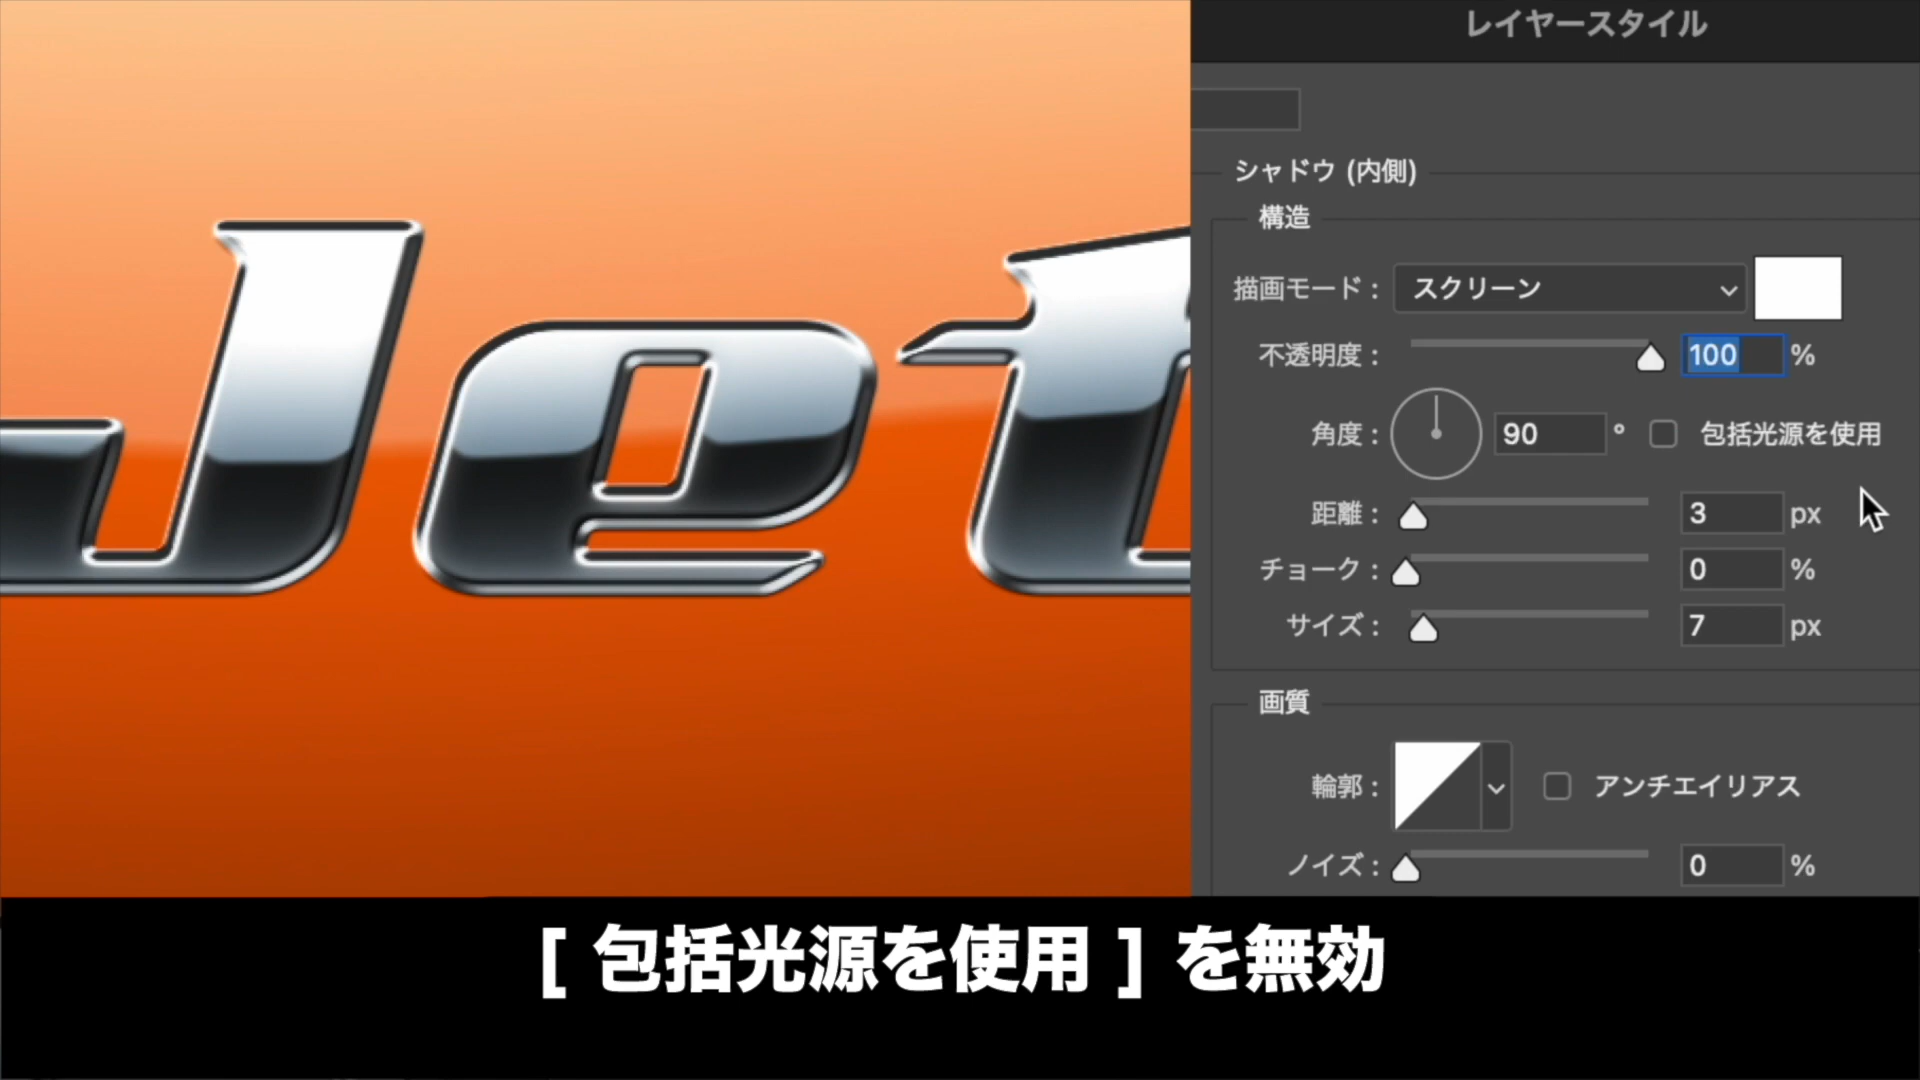 Jet
レイヤースタイル
シャドウ (内側)
構造
描画モード : スクリーン
不透明度 : 100 %
角度 : 90 ° 包括光源を使用
距離 : 3 px
チョーク : 0 %
サイズ : 7 px
画質
輪郭 : アンチエイリアス
ノイズ : 0 %
[ 包括光源を使用 ] を無効